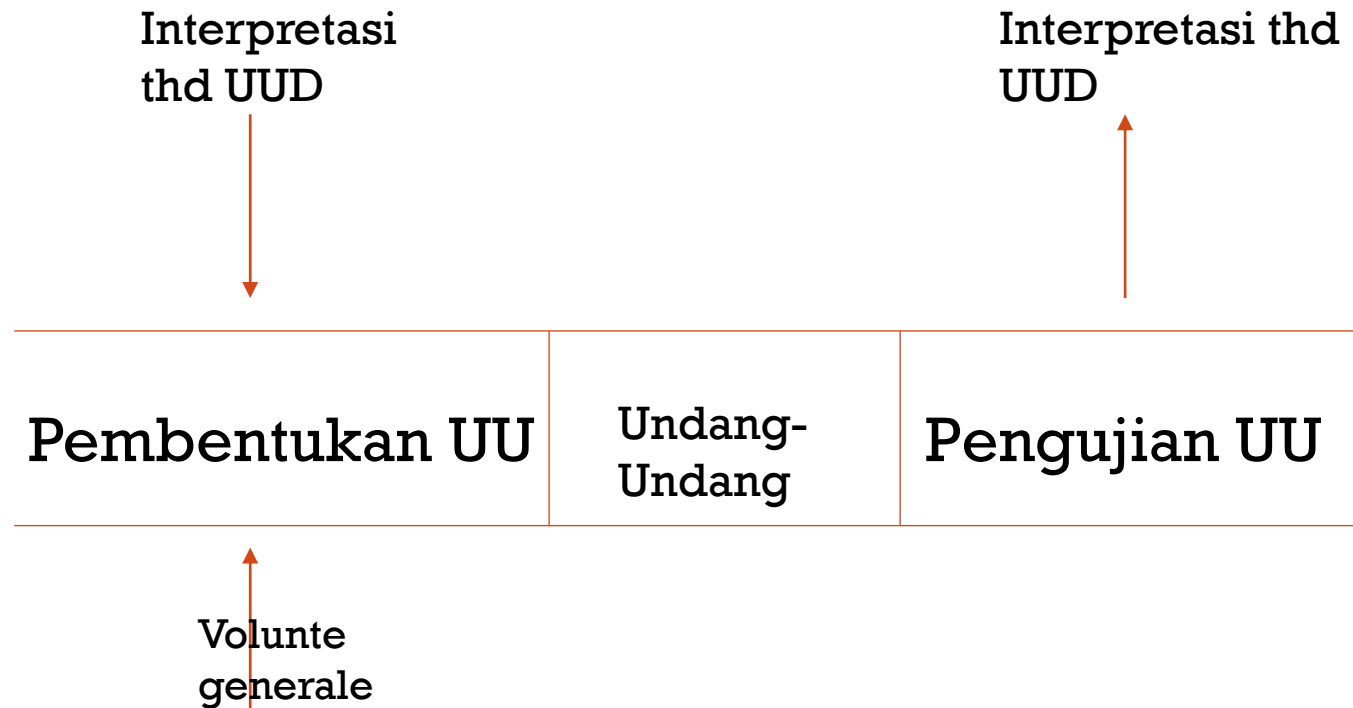 Interpretasi
thd UUD
Interpretasi thd
UUD
Pembentukan UU
Undang-
Undang
Pengujian UU
Volunte
generale